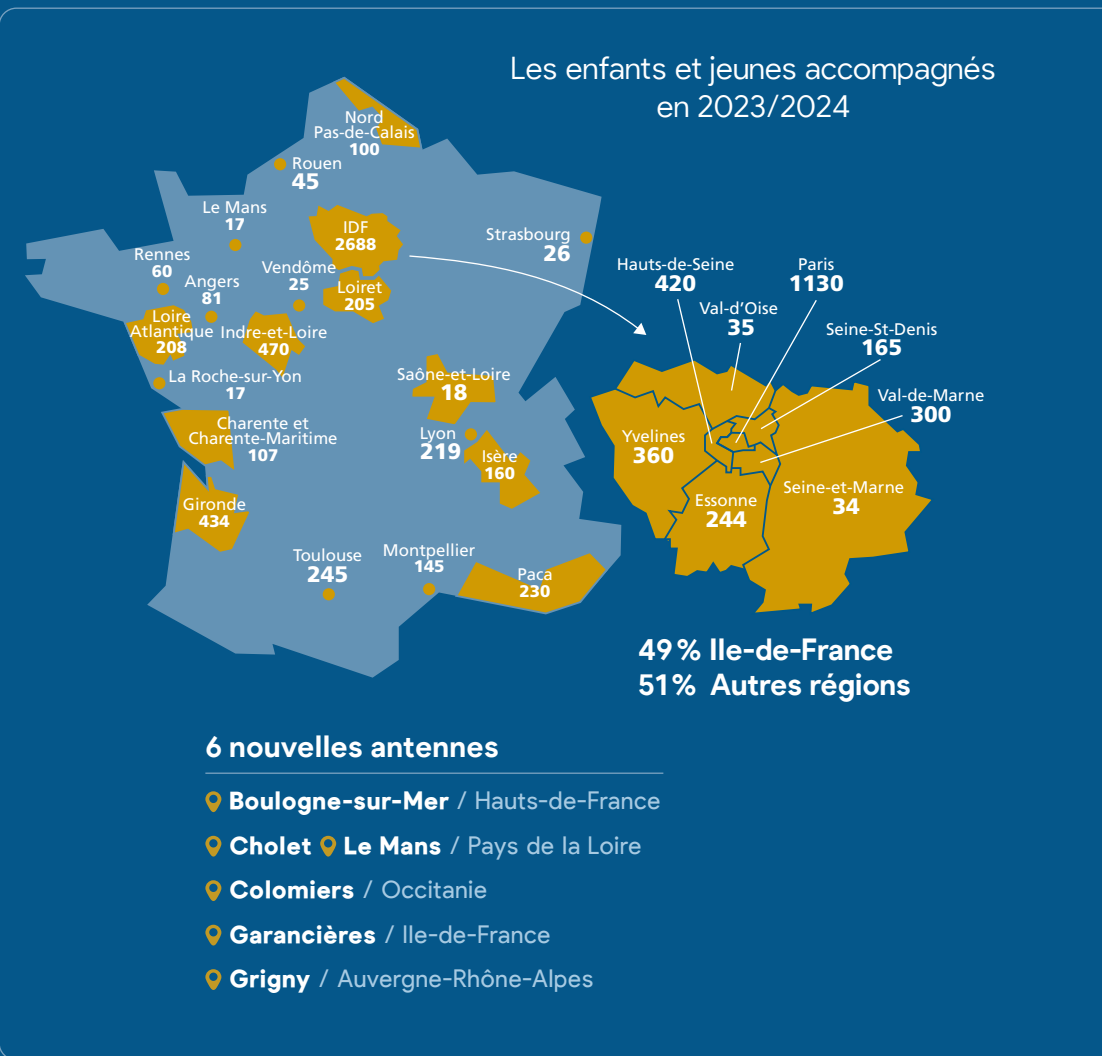 Les enfants et jeunes accompagnés
en 2023/2024
Nord
Pas-de-Calais
100
Rouen
45
Le Mans
17
IDF
2688
Strasbourg
26
Rennes
60
Angers
81
Vendôme
25
Loiret
205
Loire
Atlantique
208
Indre-et-Loire
470
La Roche-sur-Yon
17
Saône-et-Loire
18
Charente et
Charente-Maritime
107
Lyon
219
Isère
160
Gironde
434
Toulouse
245
Montpellier
145
Paca
230
Hauts-de-Seine
420
Paris
1130
Val-d’Oise
35
Seine-St-Denis
165
Val-de-Marne
300
Yvelines
360
Essonne
244
Seine-et-Marne
34
49% Ile-de-France
51% Autres régions
6 nouvelles antennes
Boulogne-sur-Mer / Hauts-de-France
Cholet Le Mans / Pays de la Loire
Colomiers / Occitanie
Garancières / Ile-de-France
Grigny / Auvergne-Rhône-Alpes